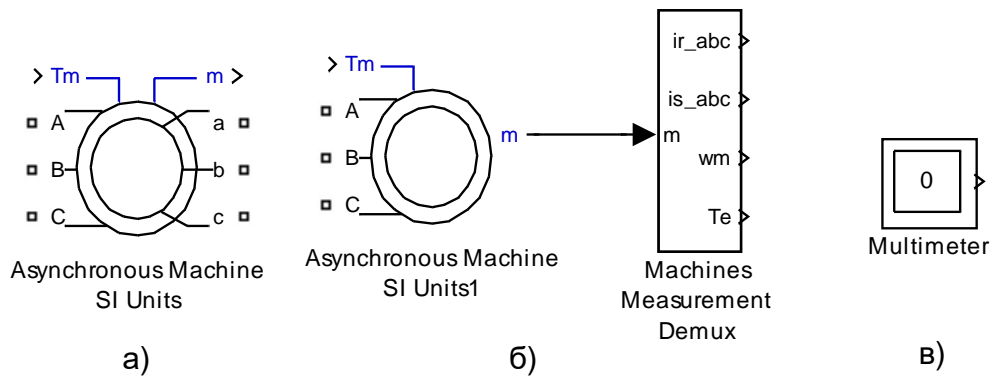 Tm
m
A
a
B
b
C
c
Asynchronous Machine
SI Units
а)
Tm
A
B
C
m
Asynchronous Machine
SI Units1
ir_abc
is_abc
m
wm
Te
Machines
Measurement
Demux
б)
0
Multimeter
в)